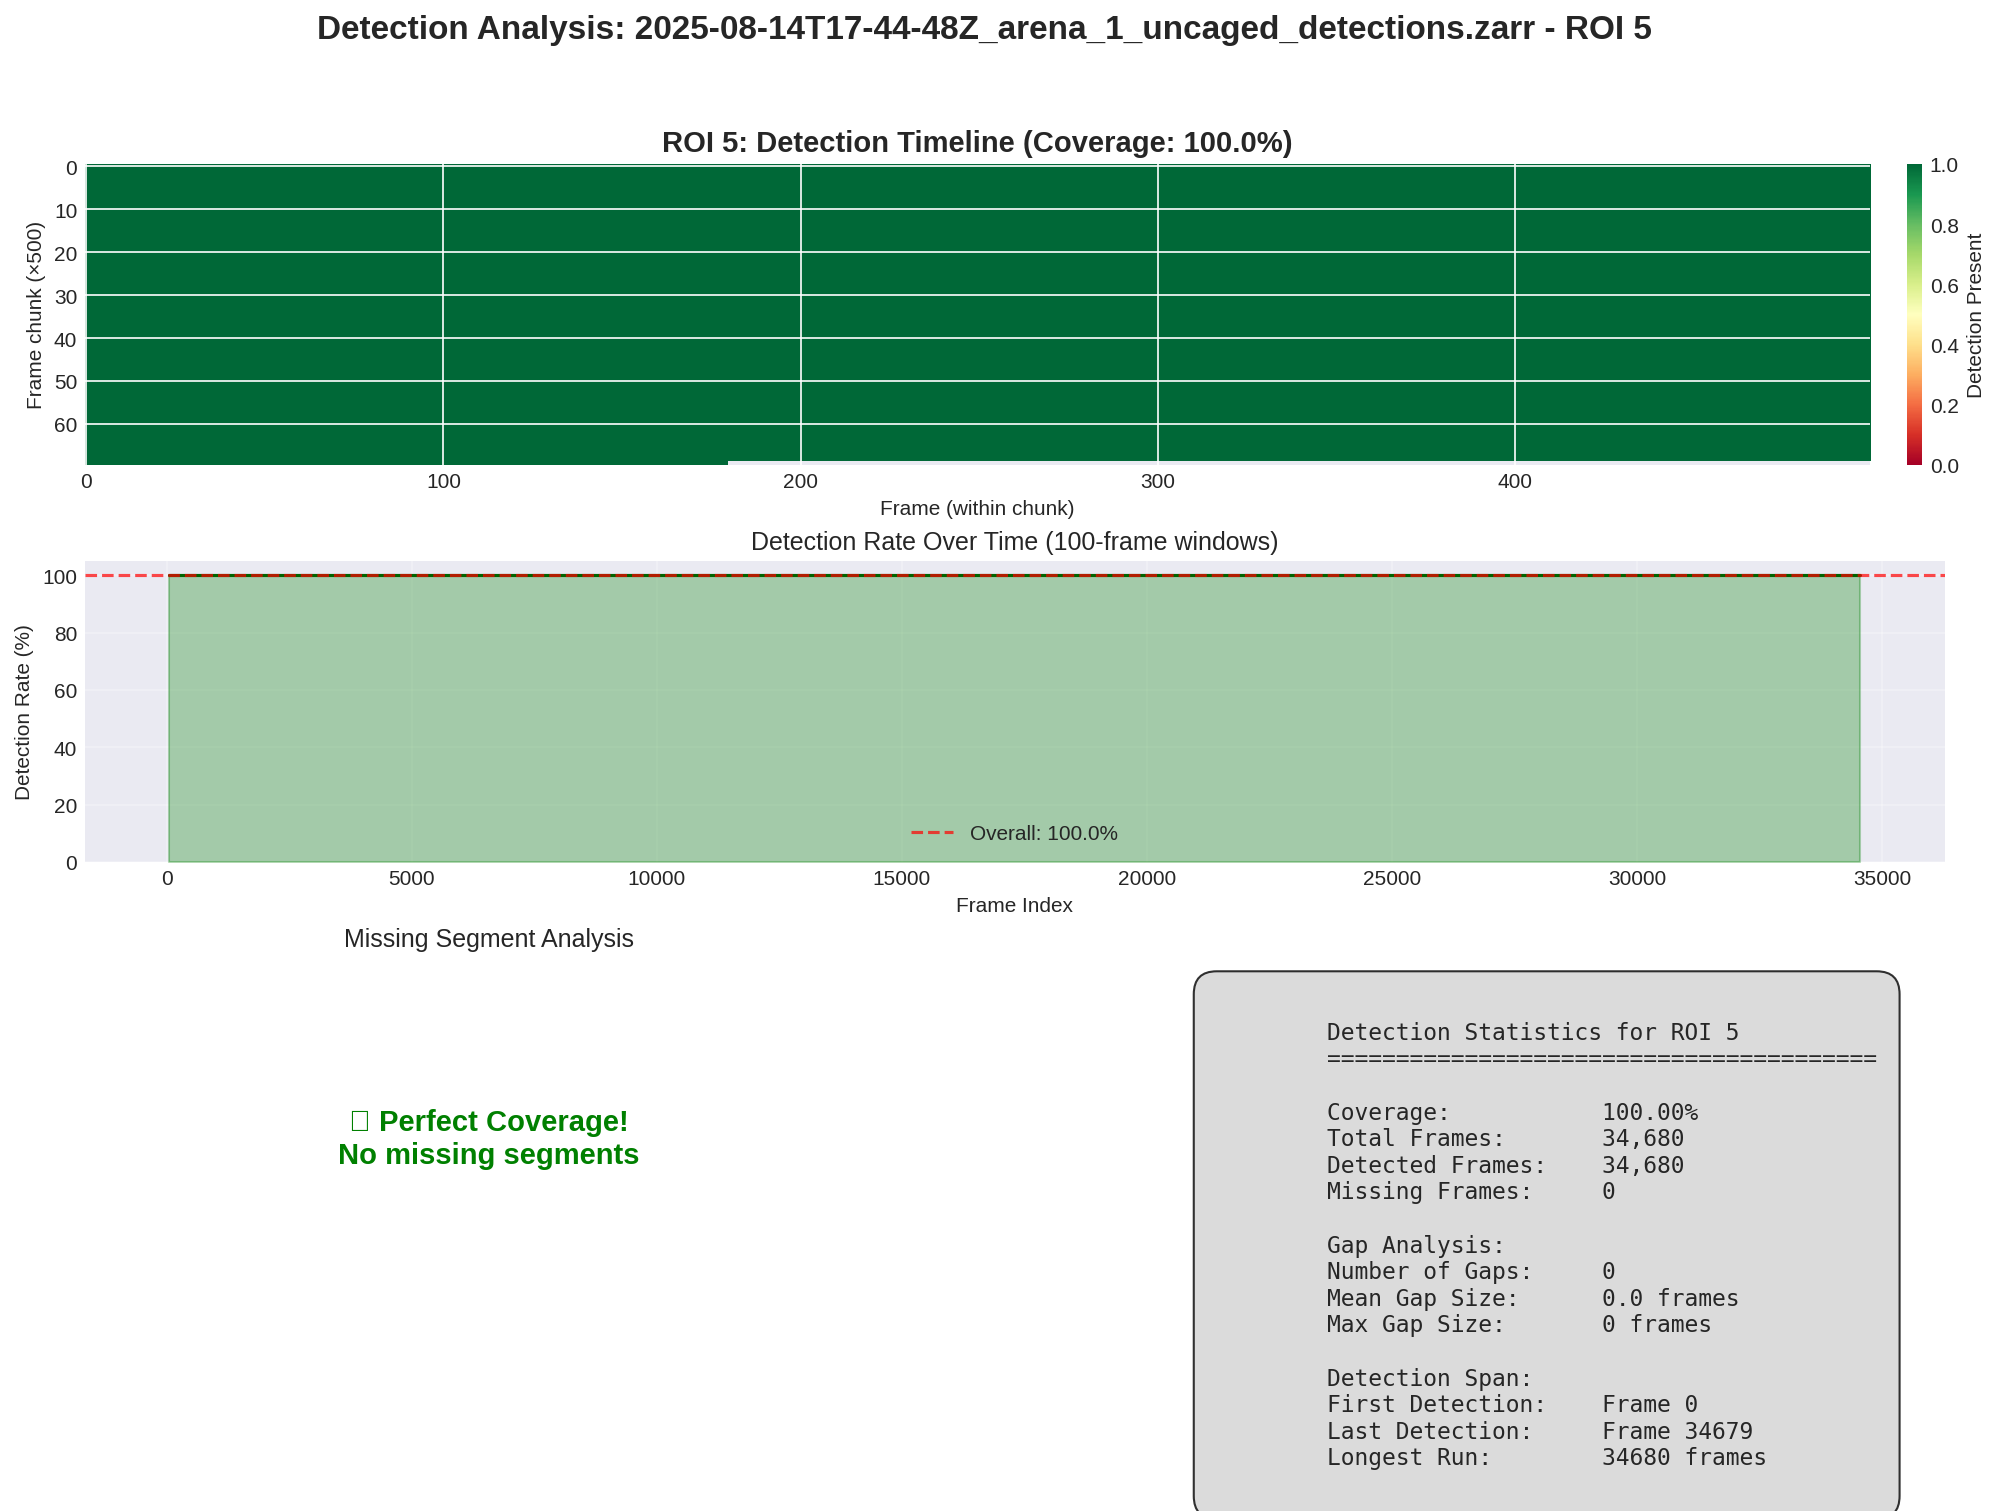 Detection Analysis: 2025-08-14T17-44-48Z_arena_1_uncaged_detections.zarr - ROI 5
ROI 5: Detection Timeline (Coverage: 100.0%)
Frame chunk (×500)
0
10
20
30
40
50
60
0 100 200 300 400
Frame (within chunk)
1.0
0.8
0.6
0.4
0.2
0.0
Detection Present
Detection Rate Over Time (100-frame windows)
Detection Rate (%)
100
80
60
40
20
0
Overall: 100.0%
0 5000 10000 15000 20000 25000 30000 35000
Frame Index
Missing Segment Analysis
Perfect Coverage!
No missing segments
Detection Statistics for ROI 5
========================================
Coverage: 100.00%
Total Frames: 34,680
Detected Frames: 34,680
Missing Frames: 0
Gap Analysis:
Number of Gaps: 0
Mean Gap Size: 0.0 frames
Max Gap Size: 0 frames
Detection Span:
First Detection: Frame 0
Last Detection: Frame 34679
Longest Run: 34680 frames